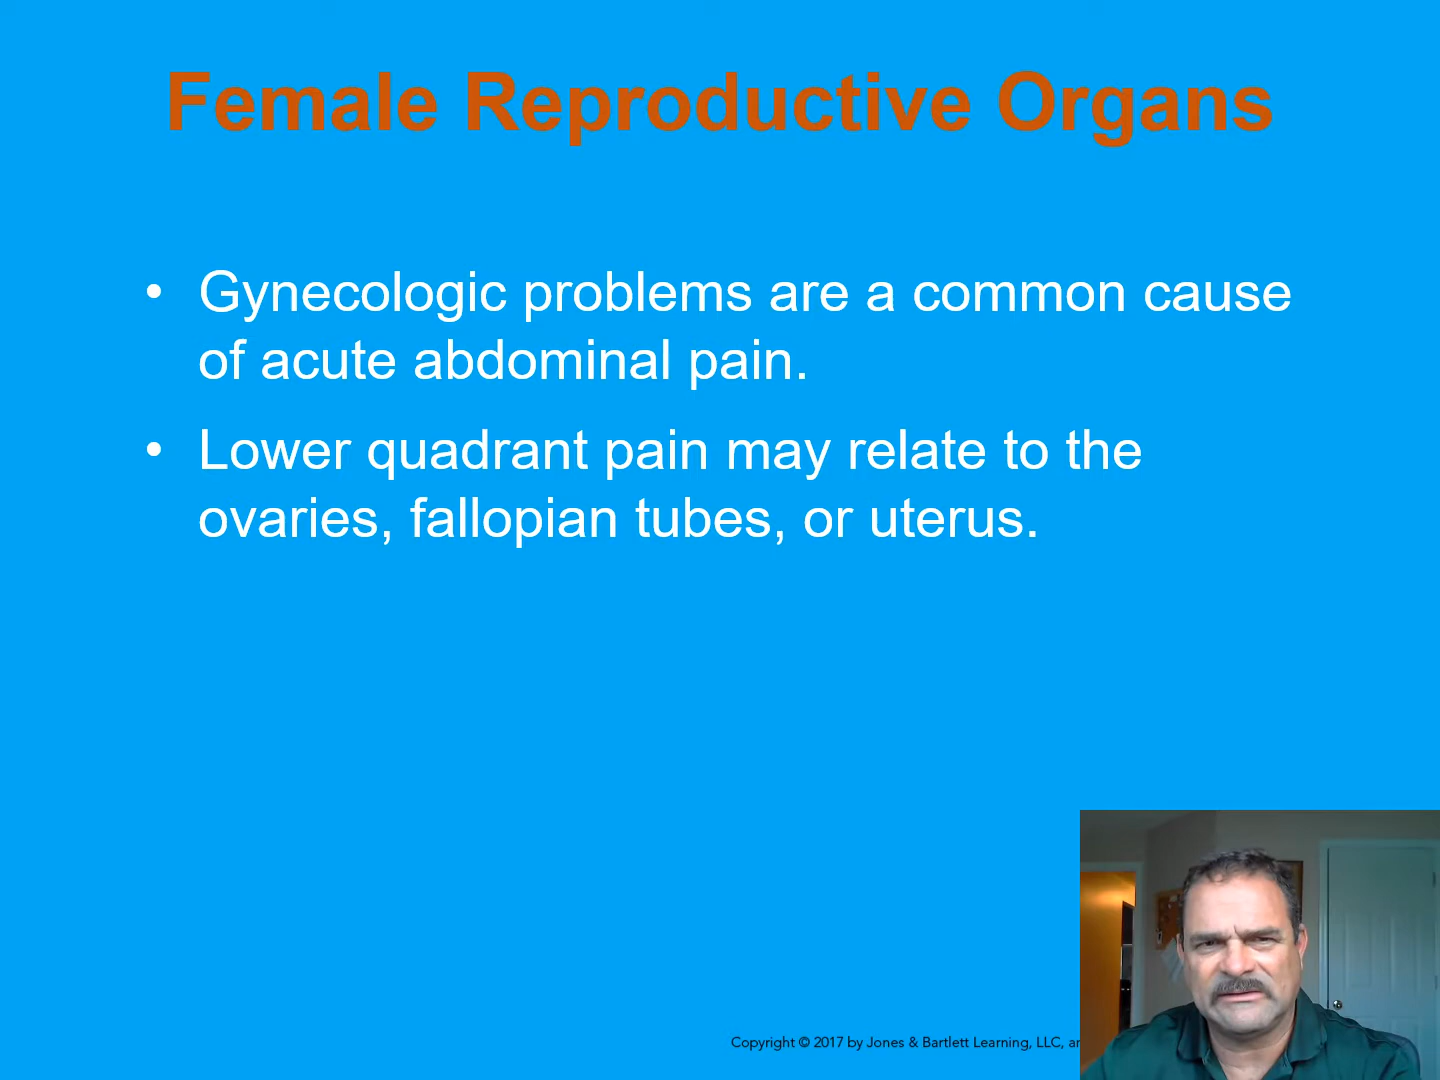 Female Reproductive Organs
• Gynecologic problems are a common cause
of acute abdominal pain.
• Lower quadrant pain may relate to the
ovaries, fallopian tubes, or uterus.
Copyright © 2017 by Jones & Bartlett Learning, LLC,